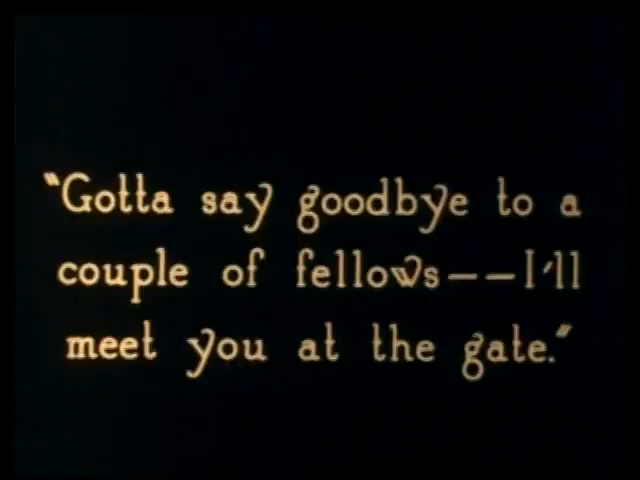 "Gotta say goodbye to a
couple of fellows--I'll
meet you at the gate."